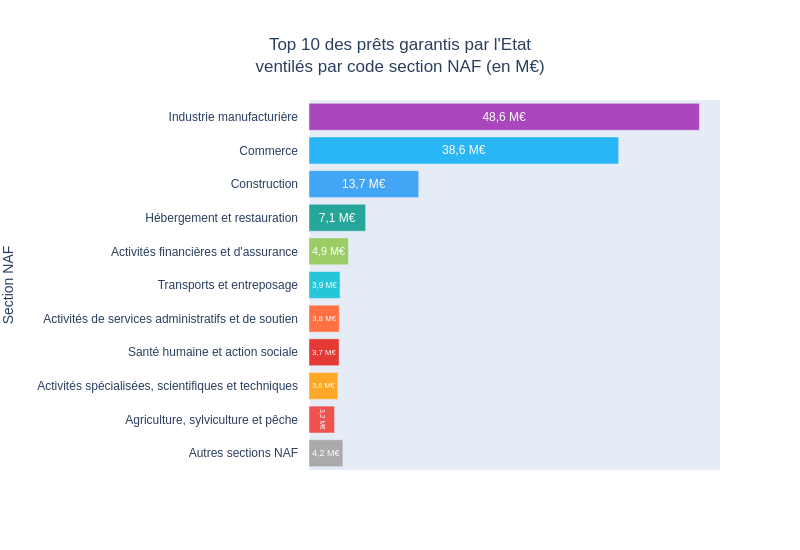 Top 10 des prêts garantis par l'Etat
ventilés par code section NAF (en M€)
Section NAF
Industrie manufacturière 48,6 M€
Commerce 38,6 M€
Construction 13,7 M€
Hébergement et restauration 7,1 M€
Activités financières et d'assurance 4,9 M€
Transports et entreposage 3,9 M€
Activités de services administratifs et de soutien 3,8 M€
Santé humaine et action sociale 3,7 M€
Activités spécialisées, scientifiques et techniques 3,6 M€
Agriculture, sylviculture et pêche 3,2 M€
Autres sections NAF 4,2 M€